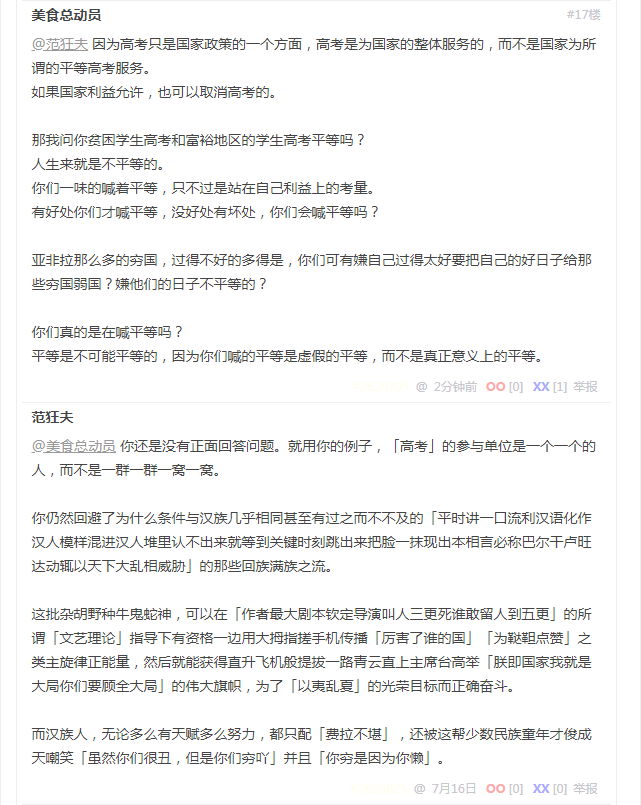 美食总动员 #17楼
@范狂夫 因为高考只是国家政策的一个方面，高考是为国家的整体服务的，而不是国家为所
谓的平等高考服务。
如果国家利益允许，也可以取消高考的。
那我问你贫困学生高考和富裕地区的学生高考平等吗？
人生来就是不平等的。
你们一味的喊着平等，只不过是站在自己利益上的考量。
有好处你们才喊平等，没好处有坏处，你们会喊平等吗？
亚非拉那么多的穷国，过得不好的多得是，你们可有嫌自己过得太好要把自己的好日子给那
些穷国弱国？嫌他们的日子不平等的？
你们真的是在喊平等吗？
平等是不可能平等的，因为你们喊的平等是虚假的平等，而不是真正意义上的平等。
@ 2分钟前 OO [0] XX [1] 举报
范狂夫
@美食总动员 你还是没有正面回答问题。就用你的例子，「高考」的参与单位是一个一个的
人，而不是一群一群一窝一窝。
你仍然回避了为什么条件与汉族几乎相同甚至有过之而不不及的「平时讲一口流利汉语化作
汉人模样混进汉人堆里认不出来就等到关键时刻跳出来把脸一抹现出本相言必称巴尔干卢旺
达动辄以天下大乱相威胁」的那些回族满族之流。
这批杂胡野种牛鬼蛇神，可以在「作者最大剧本钦定导演叫人三更死谁敢留人到五更」的所
谓「文艺理论」指导下有资格一边用大拇指搓手机传播「厉害了谁的国」「为鞑靼点赞」之
类主旋律正能量，然后就能获得直升飞机般提拔一路青云直上主席台高举「朕即国家我就是
大局你们要顾全大局」的伟大旗帜，为了「以夷乱夏」的光荣目标而正确奋斗。
而汉族人，无论多么有天赋多么努力，都只配「费拉不堪」，还被这帮少数民族童年才俊成
天嘲笑「虽然你们很丑，但是你们穷吖」并且「你穷是因为你懒」。
@ 7月16日 OO [0] XX [0] 举报